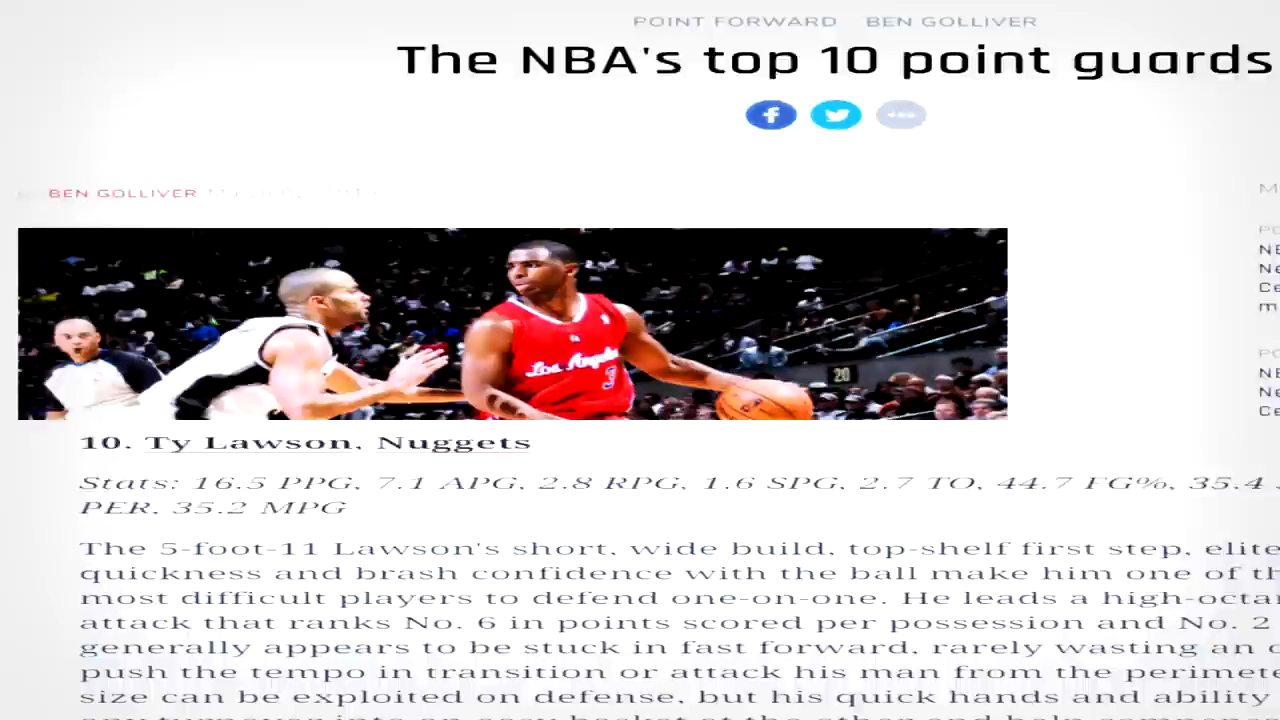 POINT FORWARD BEN GOLLIVER
The NBA's top 10 point guards
BEN GOLLIVER
Los Angeles
3
20
10. Ty Lawson, Nuggets
Stats: 16.5 PPG, 7.1 APG, 2.8 RPG, 1.6 SPG, 2.7 TO, 44.7 FG%, 35.4
PER, 35.2 MPG
The 5-foot-11 Lawson's short, wide build, top-shelf first step, elite
quickness and brash confidence with the ball make him one of
most difficult players to defend one-on-one. He leads a
attack that ranks No. 6 in points scored per possession and No. 2
generally appears to be stuck in fast forward, rarely wasting an
push the tempo in transition or attack his man from the
size can be exploited on defense, but his quick hands and ability